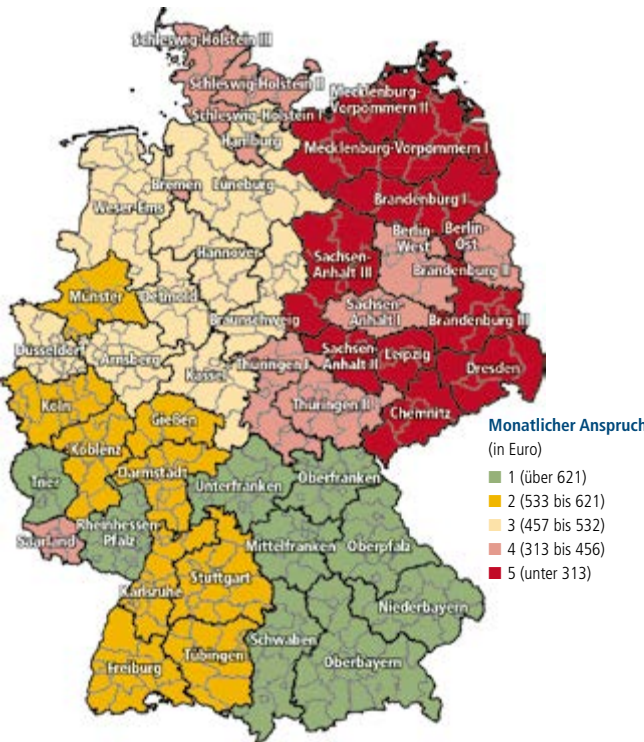 Schleswig-Holstein III
Schleswig-Holstein II
Schleswig-Holstein I
Hamburg
Mecklenburg-
Vorpommern II
Mecklenburg-Vorpommern I
Bremen
Lüneburg
Weser-Ems
Brandenburg I
Berlin-
West
Berlin-
Ost
Hannover
Sachsen-
Anhalt III
Brandenburg II
Münster
Detmold
Braunschweig
Sachsen-
Anhalt I
Brandenburg III
Düsseldorf
Arnsberg
Kassel
Thüringen I
Sachsen-
Anhalt II
Leipzig
Dresden
Köln
Gießen
Thüringen II
Chemnitz
Koblenz
Darmstadt
Trier
Unterfranken
Oberfranken
Saarland
Rheinhessen-
Pfalz
Mittelfranken
Oberpfalz
Karlsruhe
Stuttgart
Niederbayern
Freiburg
Tübingen
Schwaben
Oberbayern
Monatlicher Anspruch
(in Euro)
1 (über 621)
2 (533 bis 621)
3 (457 bis 532)
4 (313 bis 456)
5 (unter 313)